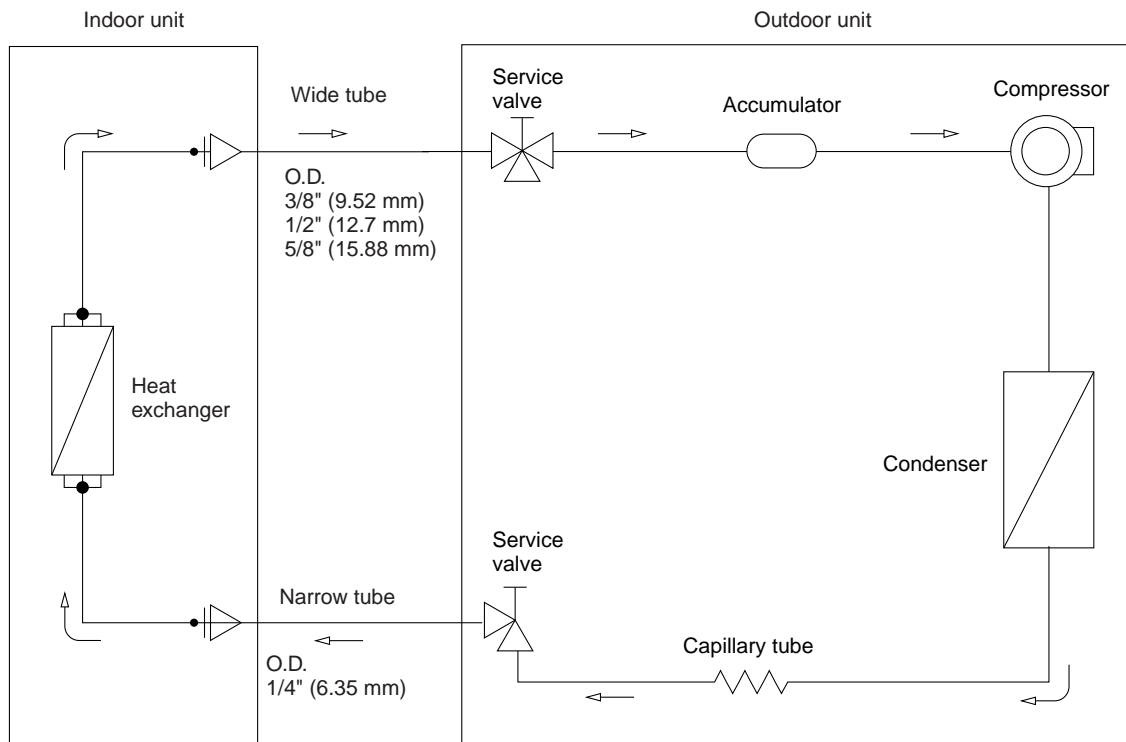 Indoor unit
Outdoor unit
Wide tube
Service
valve
Accumulator
Compressor
O.D.
3/8" (9.52 mm)
1/2" (12.7 mm)
5/8" (15.88 mm)
Heat
exchanger
Condenser
Service
valve
Narrow tube
Capillary tube
O.D.
1/4" (6.35 mm)